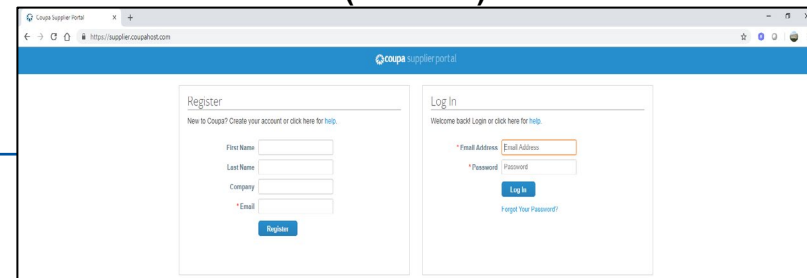 Coupa Supplier Portal
https://supplier.coupahost.com
coupa supplier portal
Register
New to Coupa? Create your account or click here for help.
First Name
Last Name
Company
* Email
Register
Log In
Welcome back! Login or click here for help.
* Email Address Email Address
* Password Password
Log In
Forgot Your Password?